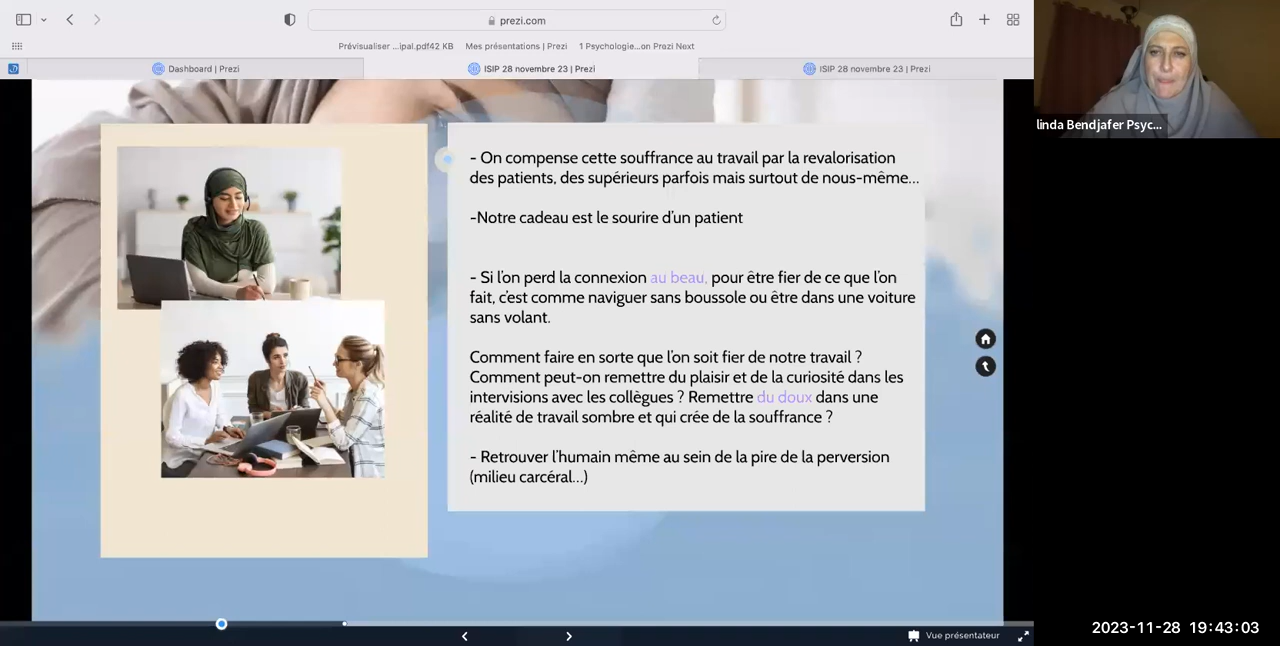 prezi.com
Prévisualiser ...ipal.pdf42 KB
Mes présentations | Prezi
1 Psychologie...on Prezi Next
Dashboard | Prezi
ISIP 28 novembre 23 | Prezi
ISIP 28 novembre 23 | Prezi
linda Bendjafer Psyc...
- On compense cette souffrance au travail par la revalorisation
des patients, des supérieurs parfois mais surtout de nous-même...
-Notre cadeau est le sourire d'un patient
- Si l'on perd la connexion au beau, pour être fier de ce que l'on
fait, c'est comme naviguer sans boussole ou être dans une voiture
sans volant.
Comment faire en sorte que l'on soit fier de notre travail ?
Comment peut-on remettre du plaisir et de la curiosité dans les
intervisions avec les collègues ? Remettre du doux dans une
réalité de travail sombre et qui crée de la souffrance ?
- Retrouver l'humain même au sein de la pire de la perversion
(milieu carcéral...)
Vue présentateur
2023-11-28 19:43:03